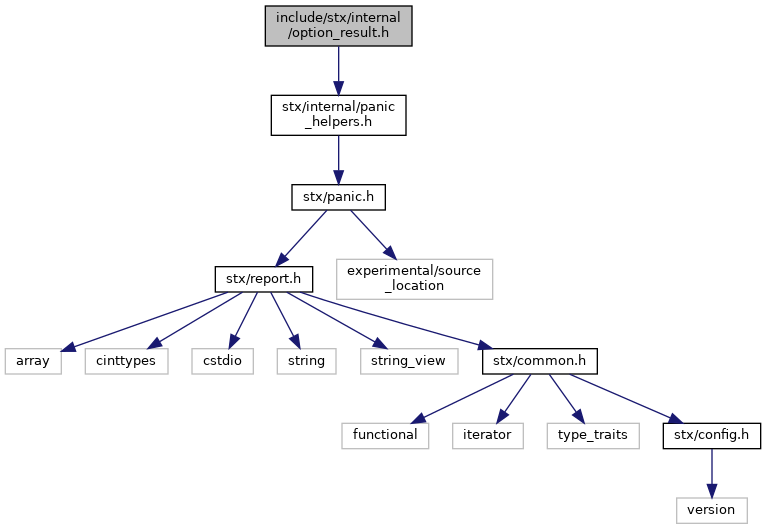 include/stx/internal
/option_result.h
stx/internal/panic
_helpers.h
stx/panic.h
stx/report.h
experimental/source
_location
array
cinttypes
cstdio
string
string_view
stx/common.h
functional
iterator
type_traits
stx/config.h
version